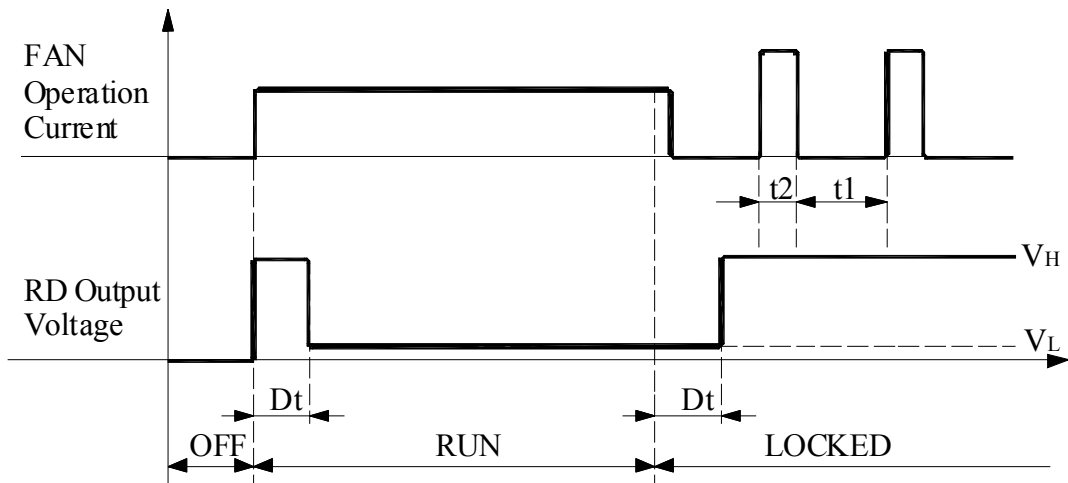 FAN
Operation
Current
t2
t1
RD Output
Voltage
VH
VL
Dt
Dt
OFF
RUN
LOCKED